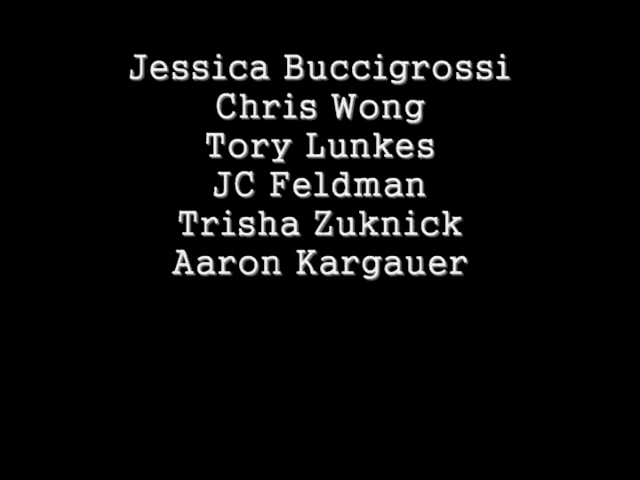 Jessica Buccigrossi
Chris Wong
Tory Lunkes
JC Feldman
Trisha Zuknick
Aaron Kargauer